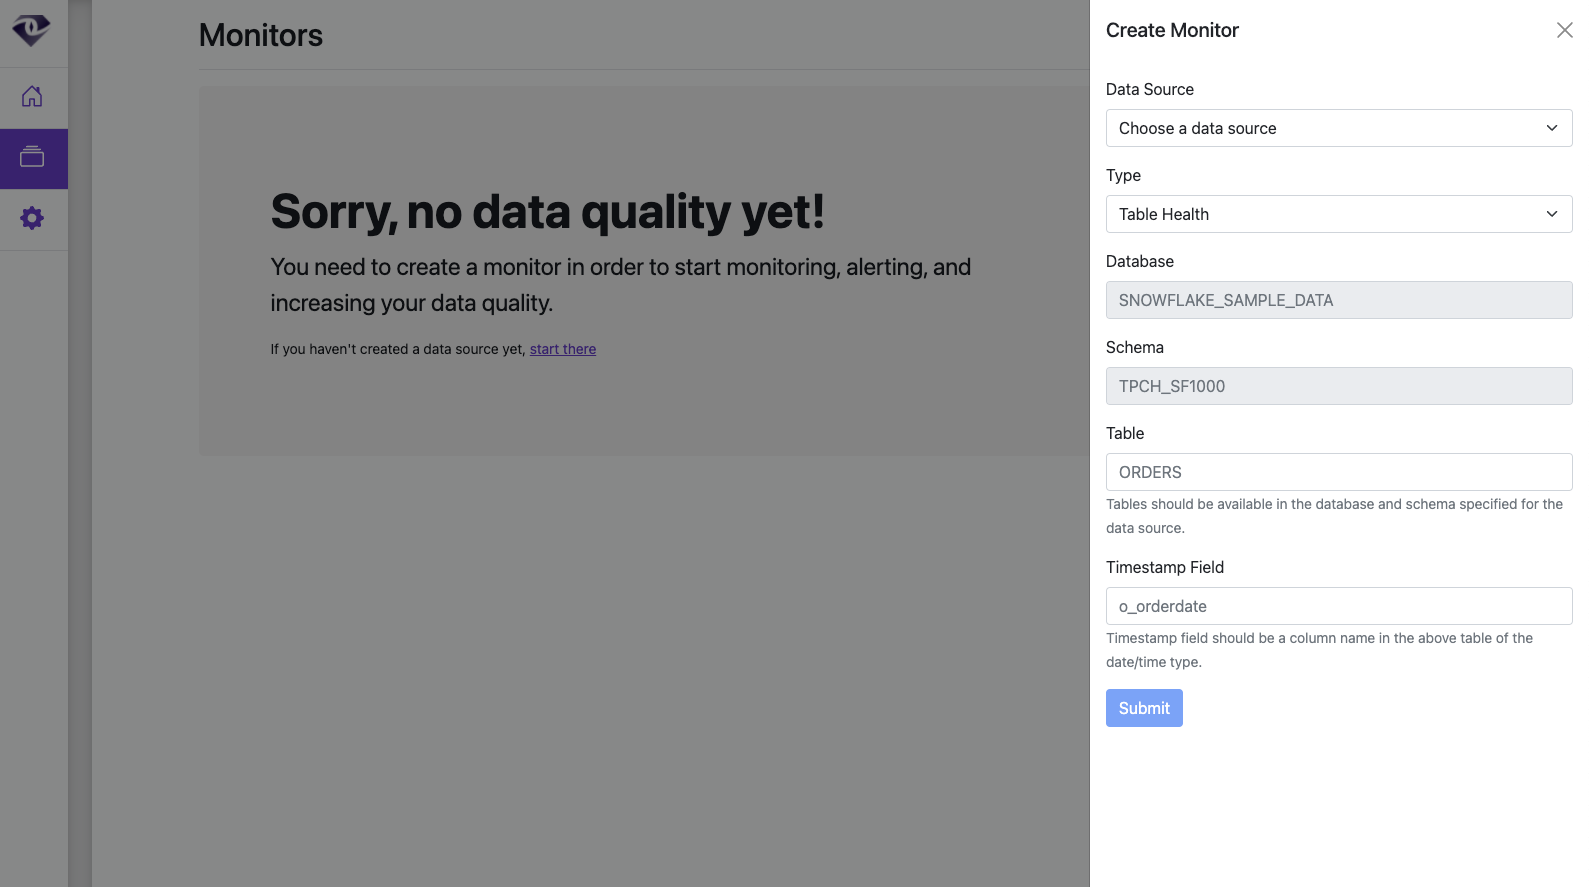 Monitors
Sorry, no data quality yet!
You need to create a monitor in order to start monitoring, alerting, and
increasing your data quality.
If you haven't created a data source yet, start there
Create Monitor
Data Source
Choose a data source
Type
Table Health
Database
SNOWFLAKE_SAMPLE_DATA
Schema
TPCH_SF1000
Table
ORDERS
Tables should be available in the database and schema specified for the
data source.
Timestamp Field
o_orderdate
Timestamp field should be a column name in the above table of the
date/time type.
Submit